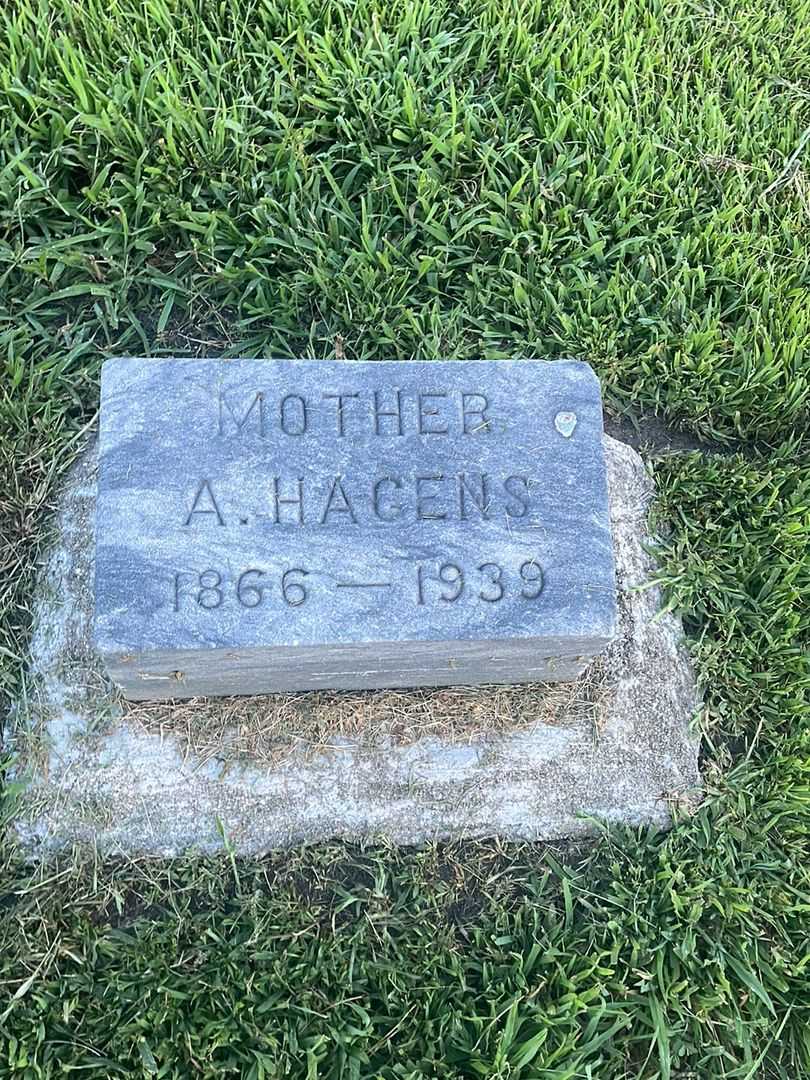 MOTHER
A. HAGENS
1866 — 1939